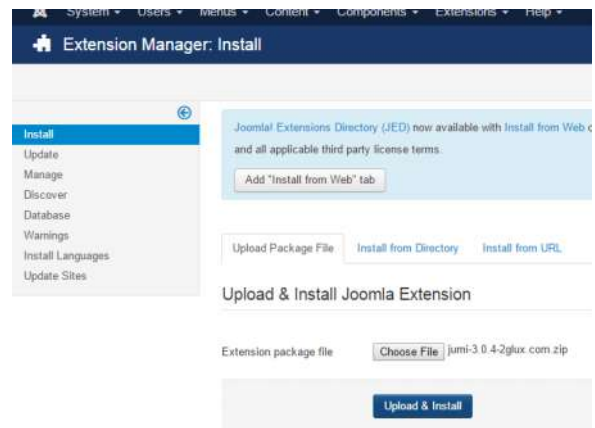 System Users Menus Content Components Extensions Help
Extension Manager: Install
Install
Update
Manage
Discover
Database
Warnings
Install Languages
Update Sites
Joomla! Extensions Directory (JED) now available with Install from Web
and all applicable third party license terms.
Add "Install from Web" tab
Upload Package File Install from Directory Install from URL
Upload & Install Joomla Extension
Extension package file Choose File jumi-3.0.4-2glux.com.zip
Upload & Install